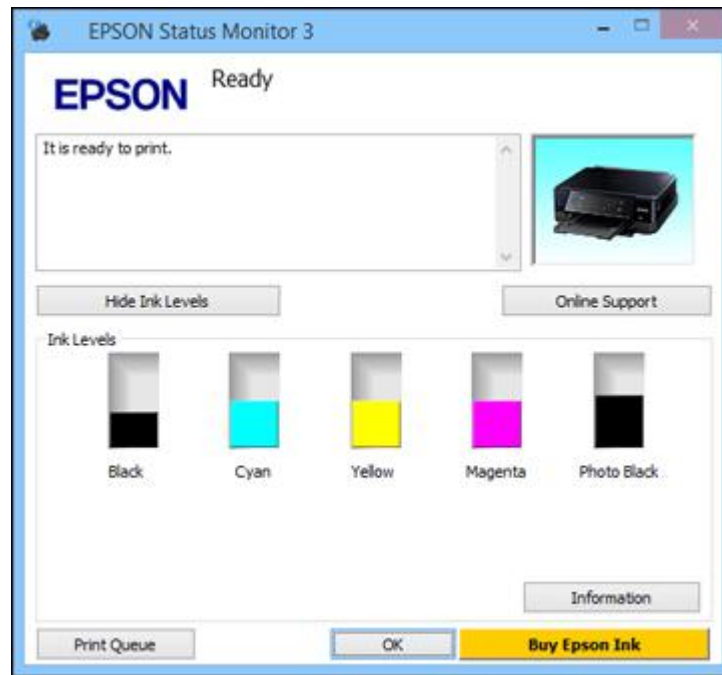 EPSON Status Monitor 3
EPSON
Ready
It is ready to print.
Hide Ink Levels
Online Support
Ink Levels
Black
Cyan
Yellow
Magenta
Photo Black
Information
Print Queue
OK
Buy Epson Ink